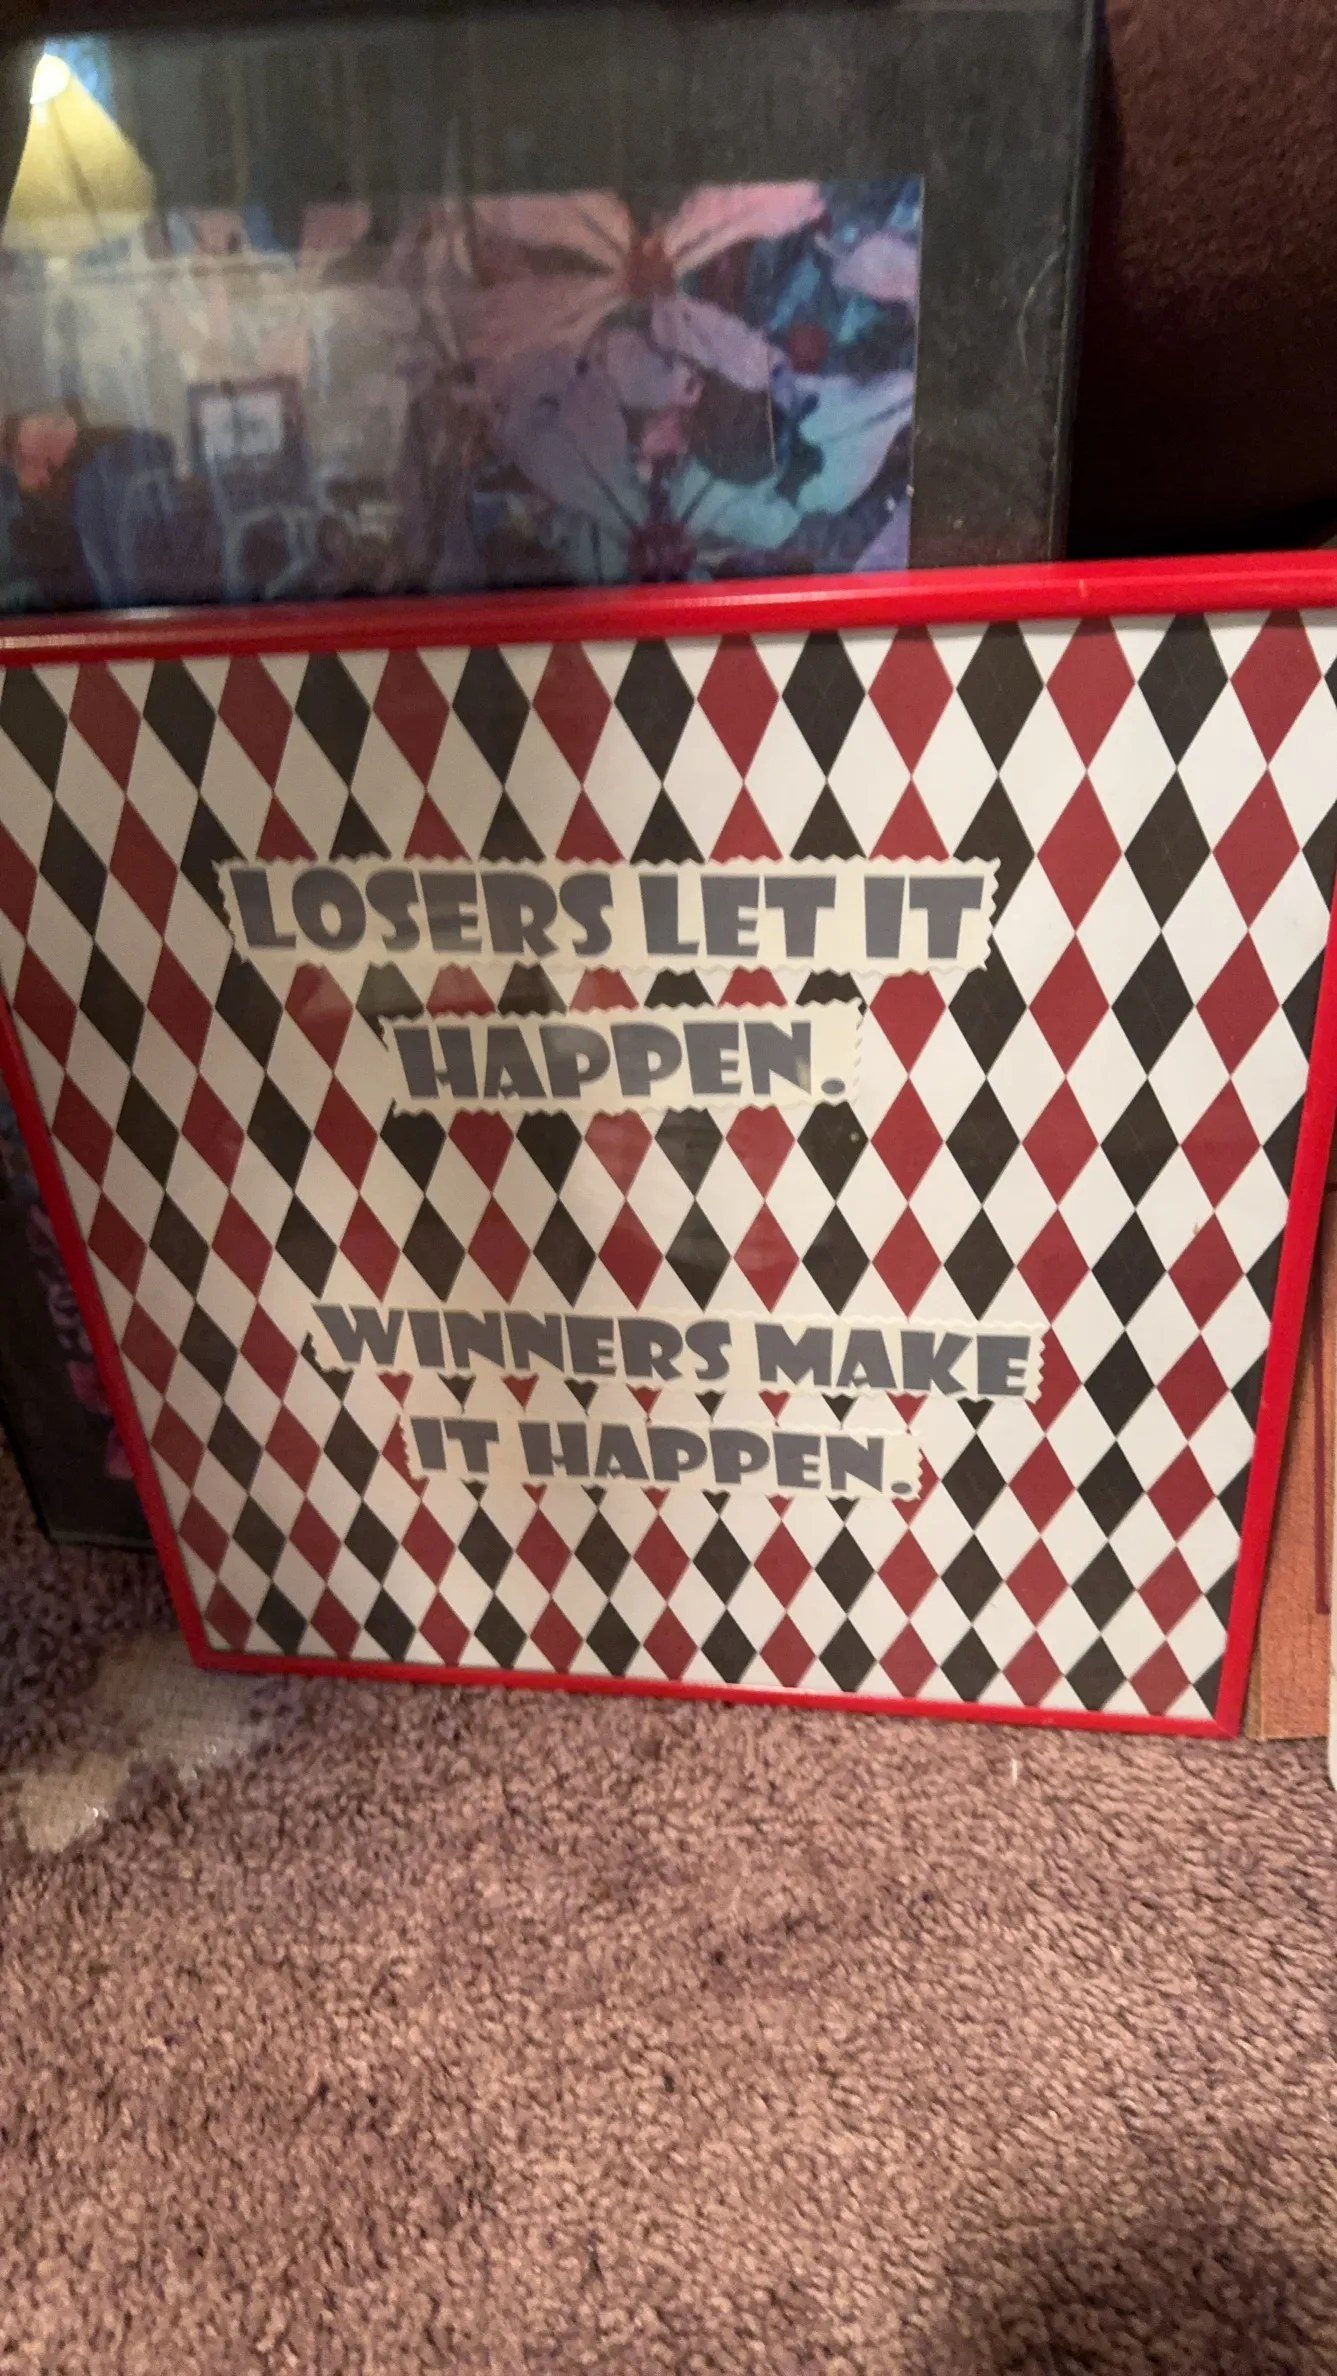 LOSERS LET IT
HAPPEN.
WINNERS MAKE
IT HAPPEN.